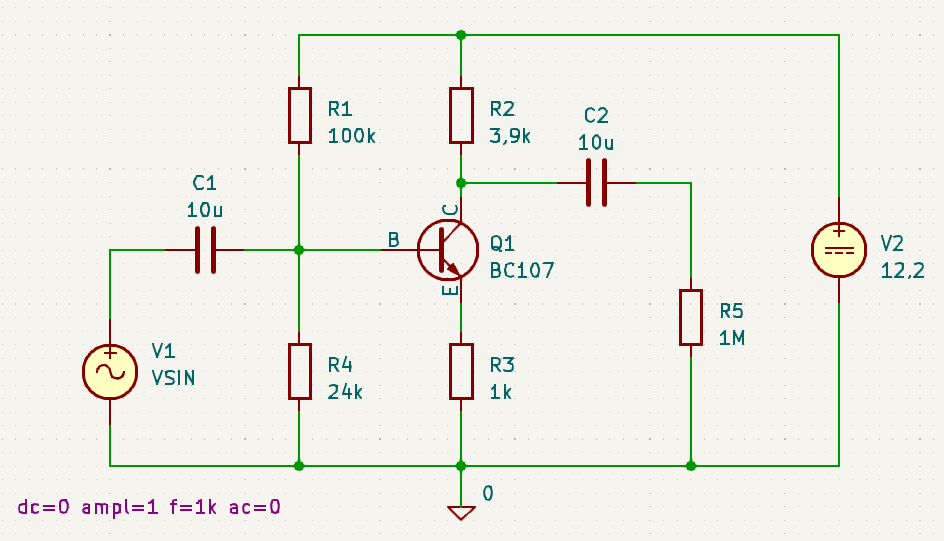 R1
100k
R2
3,9k
C2
10u
C1
10u
B
C
E
Q1
BC107
V2
12,2
R5
1M
V1
VSIN
R4
24k
R3
1k
0
dc=0 ampl=1 f=1k ac=0